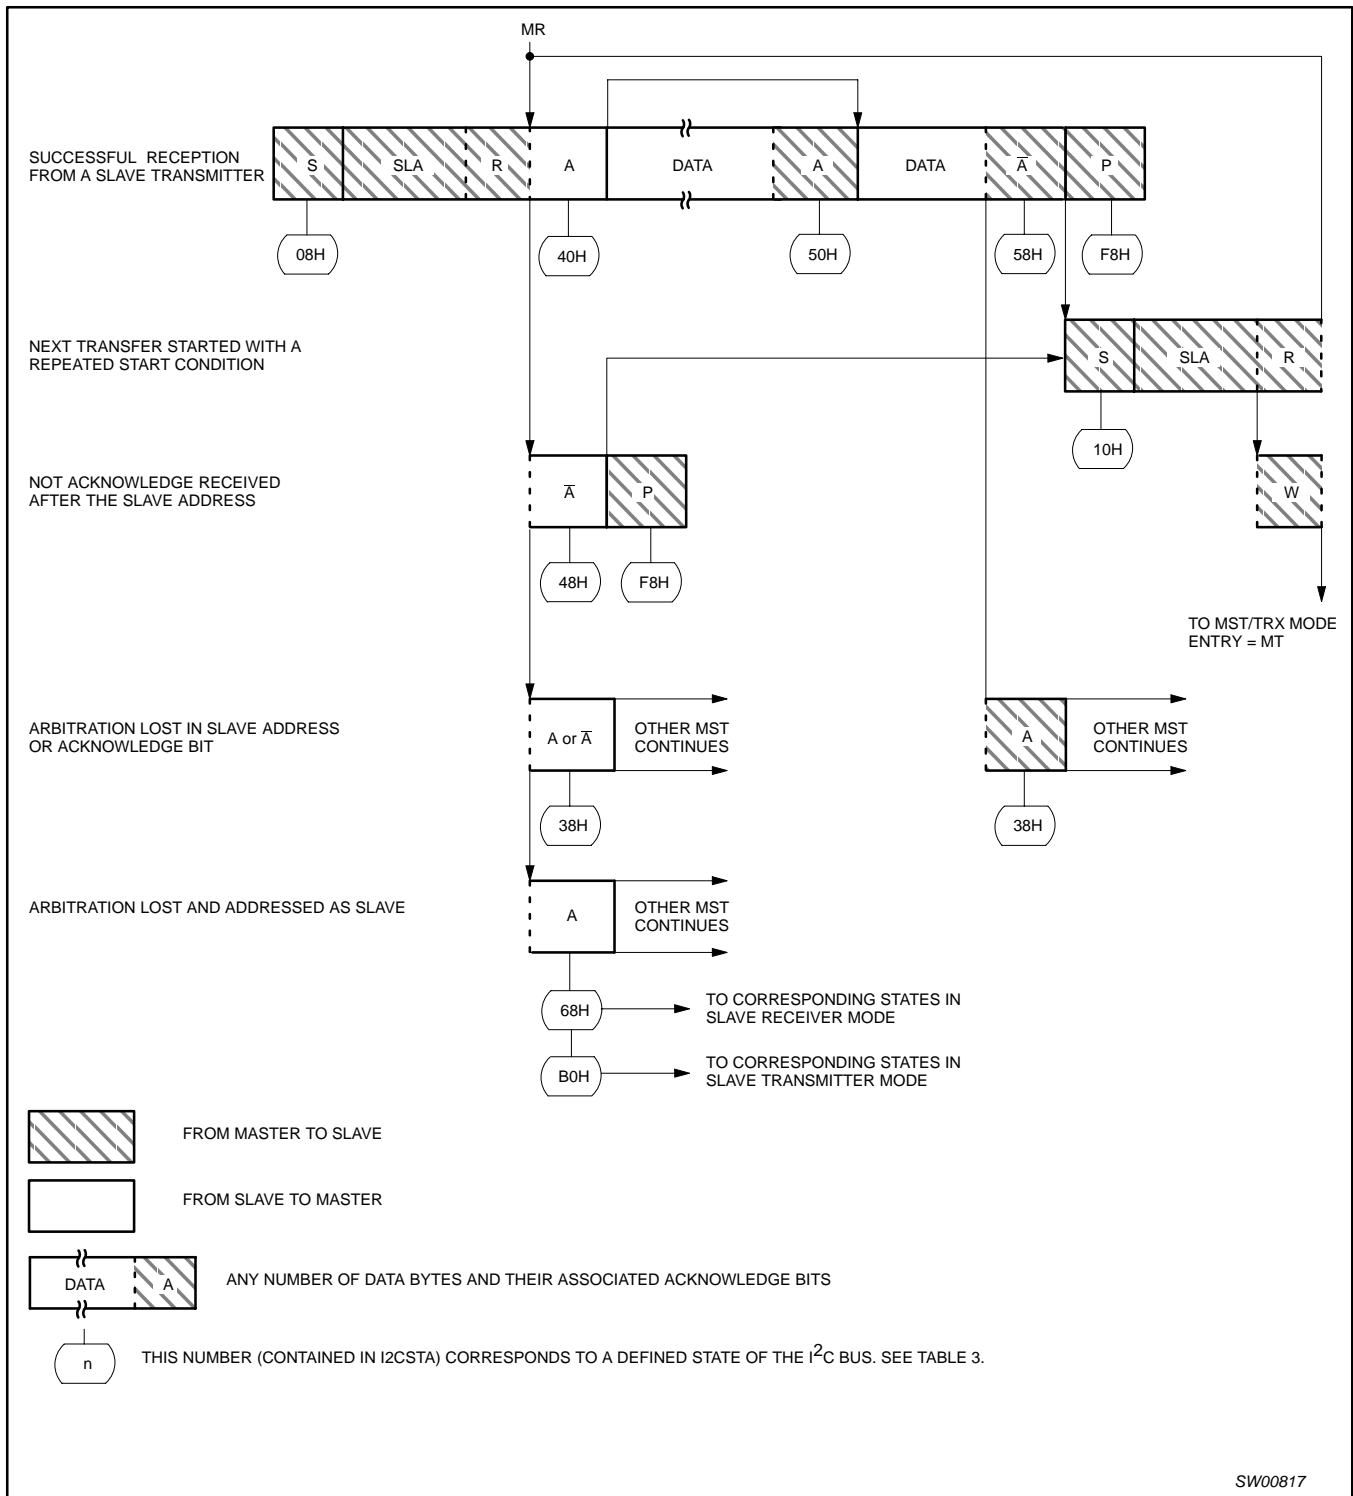 MR
SUCCESSFUL RECEPTION
FROM A SLAVE TRANSMITTER
S SLA R A DATA A DATA A̅ P
08H 40H 50H 58H F8H
NEXT TRANSFER STARTED WITH A
REPEATED START CONDITION
S SLA R
10H
NOT ACKNOWLEDGE RECEIVED
AFTER THE SLAVE ADDRESS
A̅ P W
48H F8H
TO MST/TRX MODE
ENTRY = MT
ARBITRATION LOST IN SLAVE ADDRESS
OR ACKNOWLEDGE BIT
A or A̅
OTHER MST
CONTINUES
A
OTHER MST
CONTINUES
38H 38H
ARBITRATION LOST AND ADDRESSED AS SLAVE
A
OTHER MST
CONTINUES
68H
TO CORRESPONDING STATES IN
SLAVE RECEIVER MODE
B0H
TO CORRESPONDING STATES IN
SLAVE TRANSMITTER MODE
FROM MASTER TO SLAVE
FROM SLAVE TO MASTER
DATA A
ANY NUMBER OF DATA BYTES AND THEIR ASSOCIATED ACKNOWLEDGE BITS
n
THIS NUMBER (CONTAINED IN I2CSTA) CORRESPONDS TO A DEFINED STATE OF THE I²C BUS. SEE TABLE 3.
SW00817